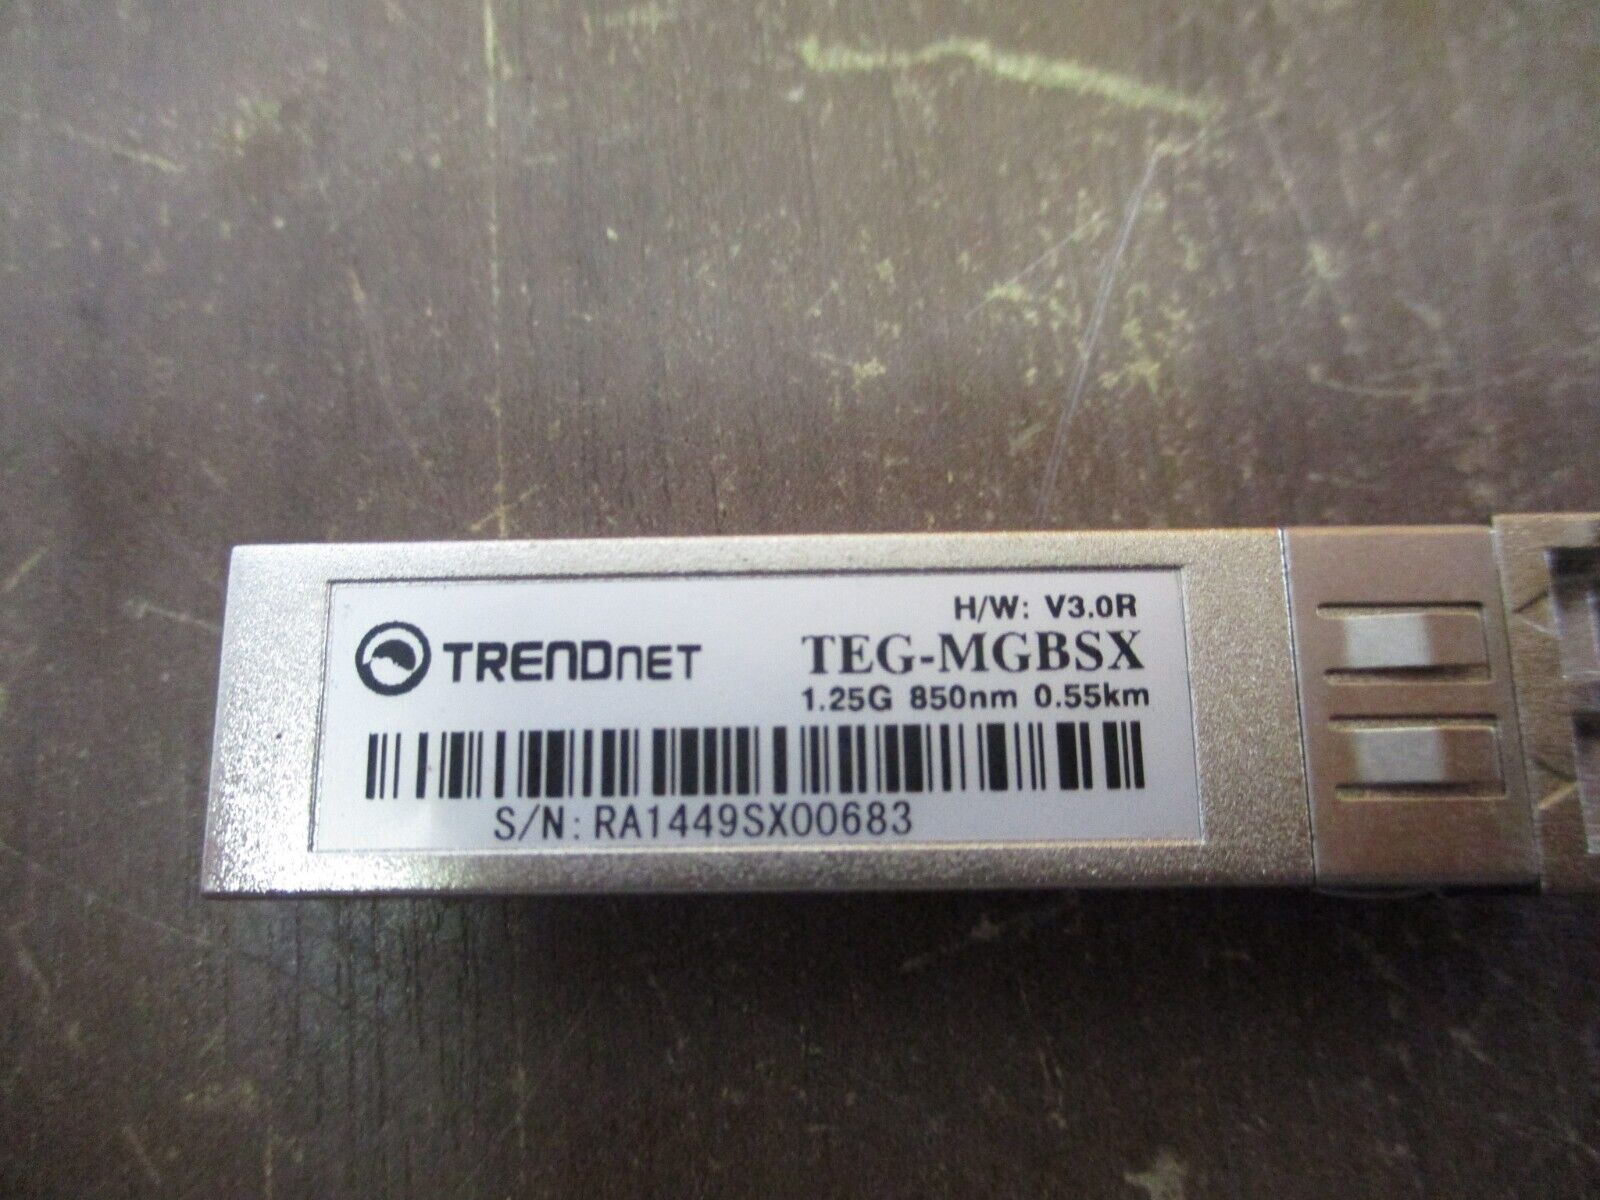 H/W: V3.0R
TRENDnet TEG-MGBSX
1.25G 850nm 0.55km
S/N: RA1449SX00683